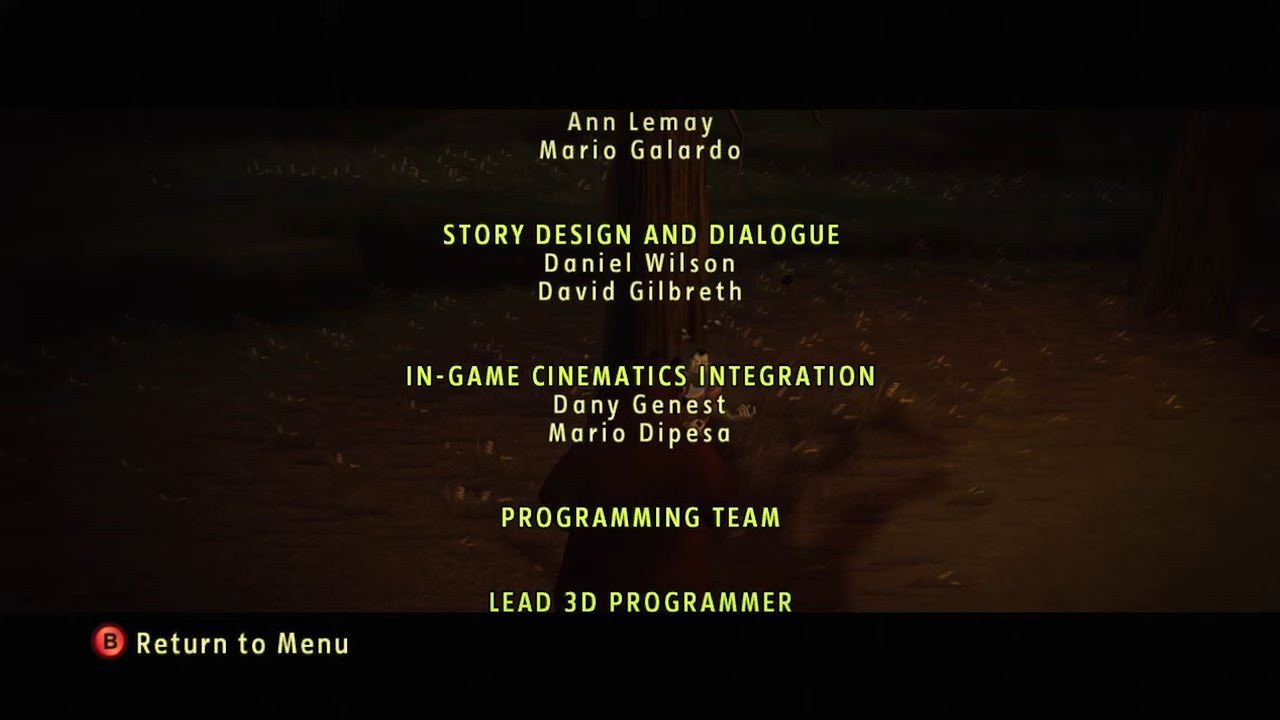 Ann Lemay
Mario Galardo
STORY DESIGN AND DIALOGUE
Daniel Wilson
David Gilbreth
IN-GAME CINEMATICS INTEGRATION
Dany Genest
Mario Dipesa
PROGRAMMING TEAM
LEAD 3D PROGRAMMER
B Return to Menu